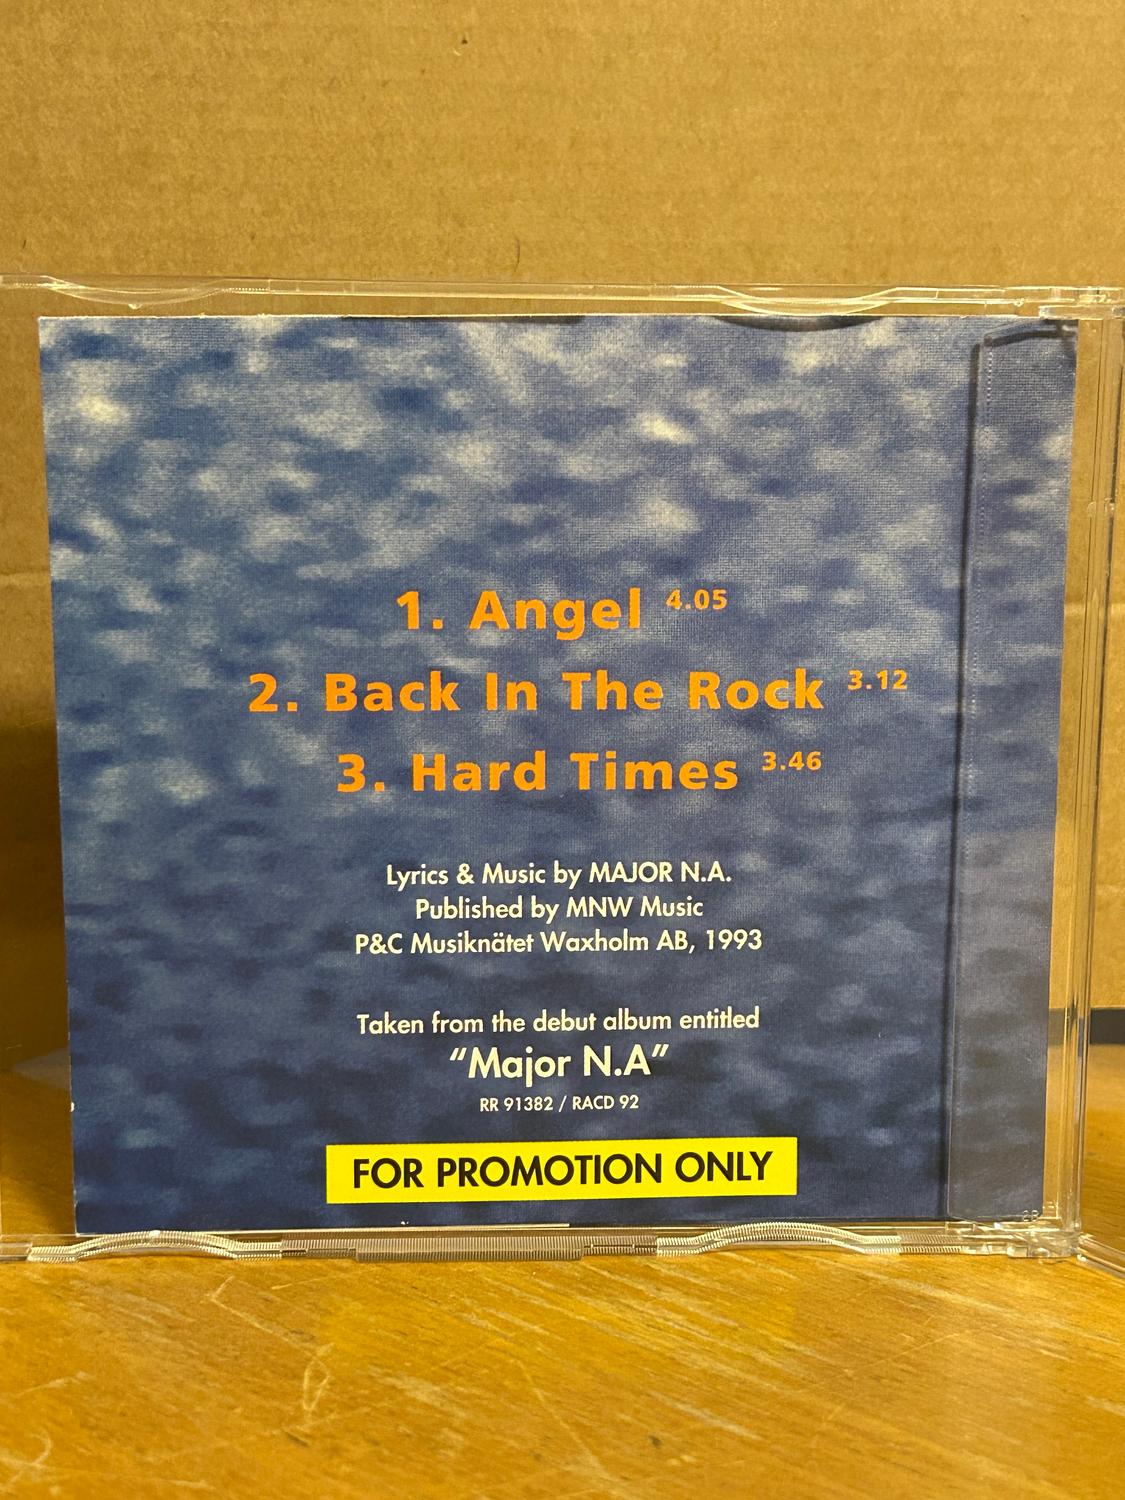 1. Angel 4.05
2. Back In The Rock 3.12
3. Hard Times 3.46
Lyrics & Music by MAJOR N.A.
Published by MNW Music
P&C Musiknätet Waxholm AB, 1993
Taken from the debut album entitled
“Major N.A”
RR 91382 / RACD 92
FOR PROMOTION ONLY